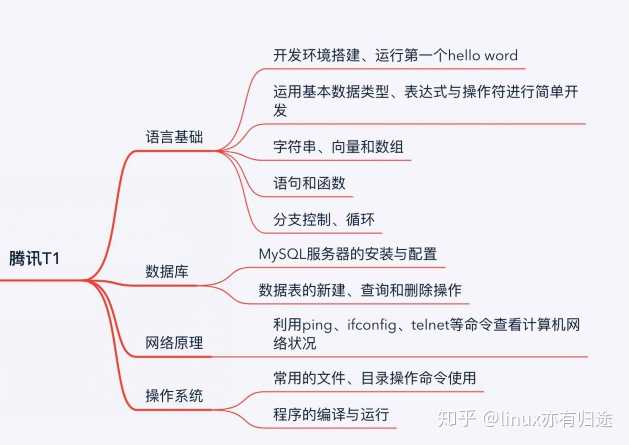 腾讯T1
语言基础
开发环境搭建、运行第一个hello word
运用基本数据类型、表达式与操作符进行简单开
发
字符串、向量和数组
语句和函数
分支控制、循环
数据库
MySQL服务器的安装与配置
数据表的新建、查询和删除操作
网络原理
利用ping、ifconfig、telnet等命令查看计算机网
络状况
操作系统
常用的文件、目录操作命令使用
程序的编译与运行
知乎 @linux亦有归途